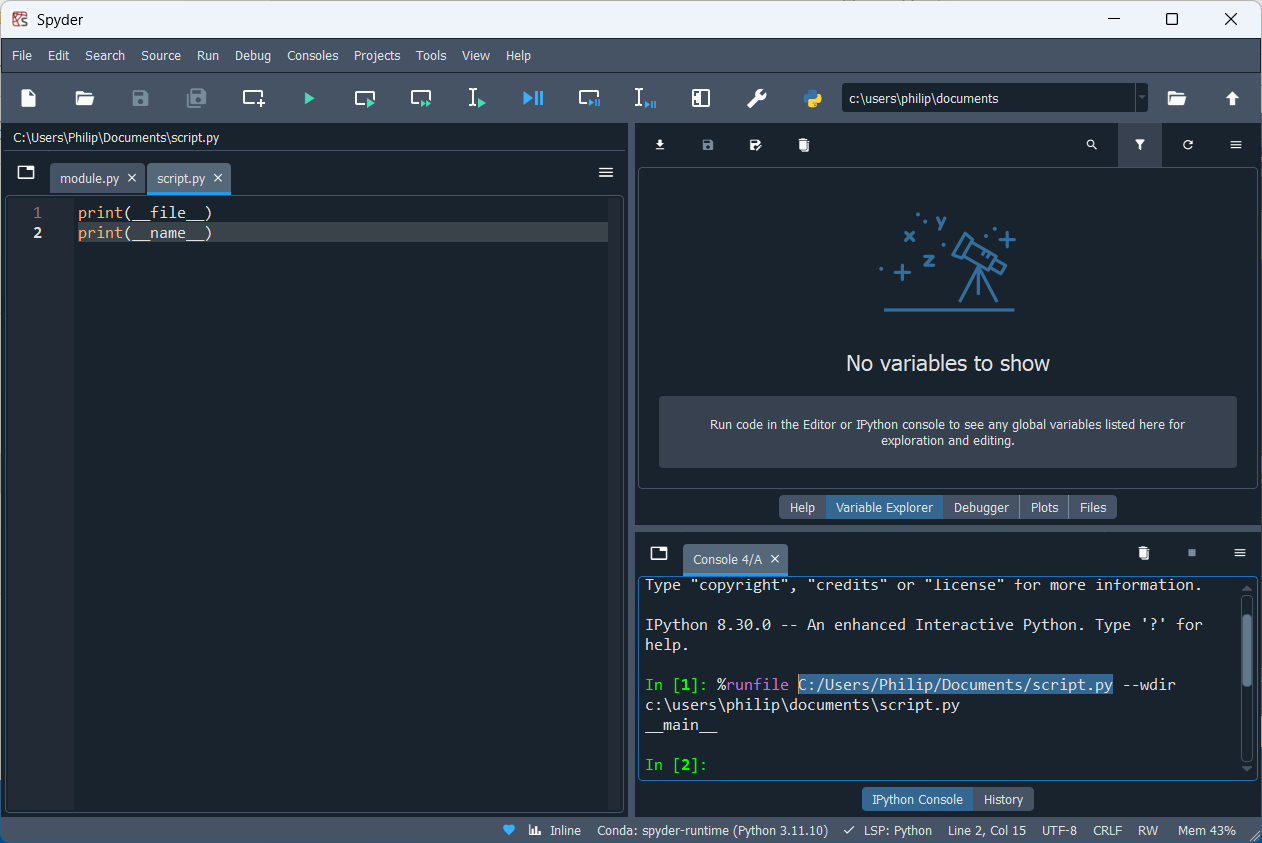 Spyder
File Edit Search Source Run Debug Consoles Projects Tools View Help
c:\users\philip\documents
C:\Users\Philip\Documents\script.py
module.py script.py
1 print(__file__)
2 print(__name__)
x y z
No variables to show
Run code in the Editor or IPython console to see any global variables listed here for
exploration and editing.
Help Variable Explorer Debugger Plots Files
Console 4/A
Type "copyright", "credits" or "license" for more information.
IPython 8.30.0 -- An enhanced Interactive Python. Type '?' for
help.
In [1]: %runfile C:/Users/Philip/Documents/script.py --wdir
c:\users\philip\documents\script.py
__main__
In [2]:
IPython Console History
Inline Conda: spyder-runtime (Python 3.11.10) LSP: Python Line 2, Col 15 UTF-8 CRLF RW Mem 43%